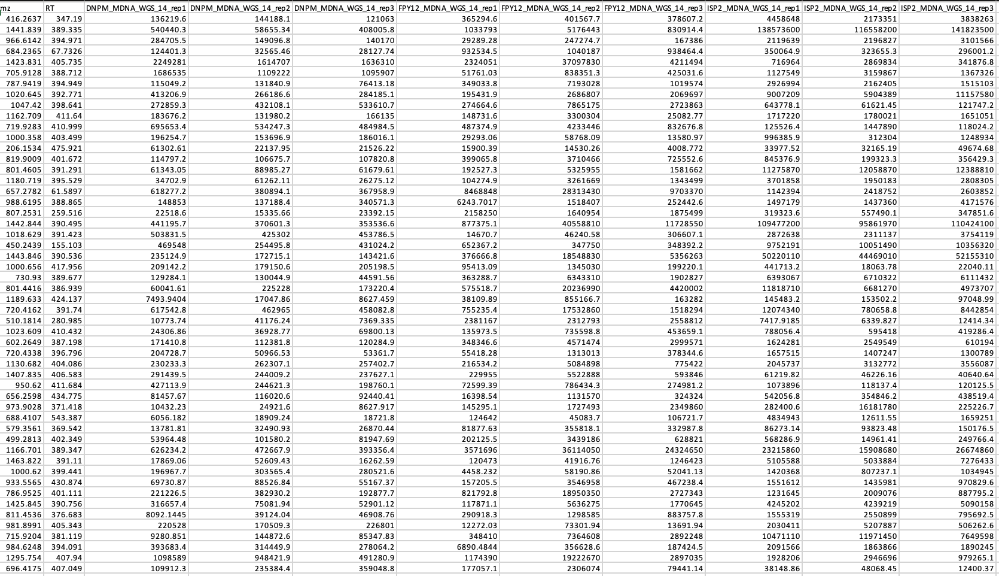 mz RT DNPM_MDNA_WGS_14_rep1 DNPM_MDNA_WGS_14_rep2 DNPM_MDNA_WGS_14_rep3 FPY12_MDNA_WGS_14_rep1 FPY12_MDNA_WGS_14_rep2 FPY12_MDNA_WGS_14_rep3 ISP2_MDNA_WGS_14_rep1 ISP2_MDNA_WGS_14_rep2 ISP2_MDNA_WGS_14_rep3
416.2637 347.19 136219.6 144188.1 121063 365294.6 401567.7 378607.2 4458648 2173351 3838263
1441.839 389.335 540440.3 58655.34 408005.8 1033793 5176443 830914.4 138573600 116558200 141823500
966.6142 394.971 284705.5 149096.8 140170 29289.28 247274.7 167386 2119639 2196827 3101566
684.2365 67.7326 124401.3 32565.46 28127.74 932534.5 1040187 938464.4 350064.9 323655.3 296001.2
1423.831 405.735 2249281 1614707 1636310 2324051 37097830 4211494 716964 2869834 341876.8
705.9128 388.712 1686535 1109222 1095907 51761.03 838351.3 425031.6 1127549 3159867 1367326
787.9419 394.949 115049.2 131840.9 76413.18 349033.8 7193028 1019574 2926994 2162405 1515103
1020.645 392.771 413206.9 266186.6 284185.1 195431.9 2686807 2069697 9007209 5904389 11157580
1047.42 398.641 272859.3 432108.1 533610.7 274664.6 7865175 2723863 643778.1 61621.45 121747.2
1162.709 411.64 183676.2 131980.2 166135 148731.6 3300304 25082.77 1717220 1780021 1651051
719.9283 410.999 695653.4 534247.3 484984.5 487374.9 4233446 832676.8 125526.4 1447890 118024.2
1000.358 403.499 196254.7 153696.9 186016.1 29293.06 58768.09 13580.97 996385.9 312304 1248934
206.1534 475.921 61302.61 22137.95 21526.22 15900.39 14530.26 4008.772 33977.52 32165.19 49674.68
819.9009 401.672 114797.2 106675.7 107820.8 399065.8 3710466 725552.6 845376.9 199323.3 356429.3
801.4605 391.291 61343.05 88985.27 61679.61 192527.3 5325955 1581662 11275870 12058870 12388810
1180.719 395.529 34702.9 61262.11 26275.12 104274.9 3261669 1343499 3701858 1950183 2808305
657.2782 61.5897 618277.2 380894.1 367958.9 8468848 28313430 9703370 1142394 2418752 2603852
988.6195 388.865 148853 137188.4 340571.3 6243.7017 1518407 252442.6 1497179 1437360 4171576
807.2531 259.516 22518.6 15335.66 23392.15 2158250 1640954 1875499 319323.6 557490.1 347851.6
1442.844 390.495 441195.7 370601.3 353536.6 877375.1 40558810 11728550 109477200 95861970 110424100
1018.629 391.423 503831.5 425302 453786.5 14670.7 46240.58 306607.1 2872638 2311137 3754119
450.2439 155.103 469548 254495.8 431024.2 652367.2 347750 348392.2 9752191 10051490 10356320
1443.846 390.536 235124.9 172715.1 143421.6 376666.8 18548830 5356263 50220110 44469010 52155310
1000.656 417.956 209142.2 179150.6 205198.5 95413.09 1345030 199220.1 441713.2 18063.78 22040.11
730.93 389.677 129284.1 130044.9 44591.56 363288.7 6343310 1902827 6393067 6710322 6111432
801.4416 386.939 60041.61 225228 173220.4 575518.7 20236990 4420002 11818710 6681270 4973707
1189.633 424.137 7493.9404 17047.86 8627.459 38109.89 855166.7 163282 145483.2 153502.2 97048.99
720.4162 391.74 617542.8 462965 458082.8 755235.4 17532860 1518294 12074340 780658.8 8442854
510.1814 280.985 10773.74 41176.24 7369.335 2381167 2312793 2558812 7417.9185 6339.827 12414.34
1023.609 410.432 24306.86 36928.77 69800.13 135973.5 735598.8 453659.1 788056.4 595418 419286.4
602.2649 387.198 171410.8 112381.8 120284.9 348346.6 4571474 2999571 1624281 2549549 610194
720.4338 396.796 204728.7 50966.53 53361.7 55418.28 1313013 378344.6 1657515 1407247 1300789
1130.682 404.086 230233.3 262307.1 257402.7 216534.2 5084898 775422 2045737 3132772 3556087
1407.835 406.583 291439.5 244009.2 237627.1 229955 5522888 593846 61219.82 46226.16 40640.64
950.62 411.684 427113.9 244621.3 198760.1 72599.39 786434.3 274981.2 1073896 118137.4 120125.5
656.2598 434.775 81457.67 116020.6 92440.41 16398.54 1131570 324324 542056.8 354846.2 438519.4
973.9028 371.418 10432.23 24921.6 8627.917 145295.1 1727493 2349860 282400.6 16181780 225226.7
688.4107 543.387 6056.182 18909.24 18721.8 124642 45083.7 106721.7 4834943 12611.55 1659251
579.3561 369.542 13781.81 32490.93 26870.44 81877.63 355818.1 332987.8 86273.14 93823.48 150176.5
499.2813 402.349 53964.48 101580.2 81947.69 202125.5 3439186 628821 568286.9 14961.41 249766.4
1166.701 389.347 626234.2 472667.9 393356.4 3571696 36114050 24324650 23215860 15908680 26674860
1463.822 391.11 17869.06 52609.43 16262.59 120473 41916.76 1246423 5105588 5033884 7276433
1000.62 399.441 196967.7 303565.4 280521.6 4458.232 58190.86 52041.13 1420368 807237.1 1034945
933.5565 430.874 69730.87 88526.84 55167.37 157205.5 3546958 467238.4 1551612 1435981 970829.6
786.9525 401.111 221226.5 382930.2 192877.7 821792.8 18950350 2727343 1231645 2009076 887795.2
1425.845 390.756 316657.4 75081.94 52901.12 117871.1 5636275 1770645 4245202 4239219 5090158
811.4536 376.683 8092.1445 39124.04 46908.76 290918.3 1298585 883757.8 1555319 2550899 795692.5
981.8991 405.343 220528 170509.3 226801 12272.03 73301.94 13691.94 2030411 5207887 506262.6
715.9204 381.119 9280.851 144872.6 85347.83 348410 7364608 2892248 10471110 11971450 7649598
984.6248 394.091 393683.4 314449.9 278064.2 6890.4844 356628.6 187424.5 2091566 1863866 1890245
1295.754 407.94 1098589 948421.9 491280.9 1174390 19222670 2897035 1928206 2946696 979265.1
696.4175 407.049 109912.3 235384.4 359048.8 177057.1 2306074 79441.14 38148.86 48068.45 12400.37